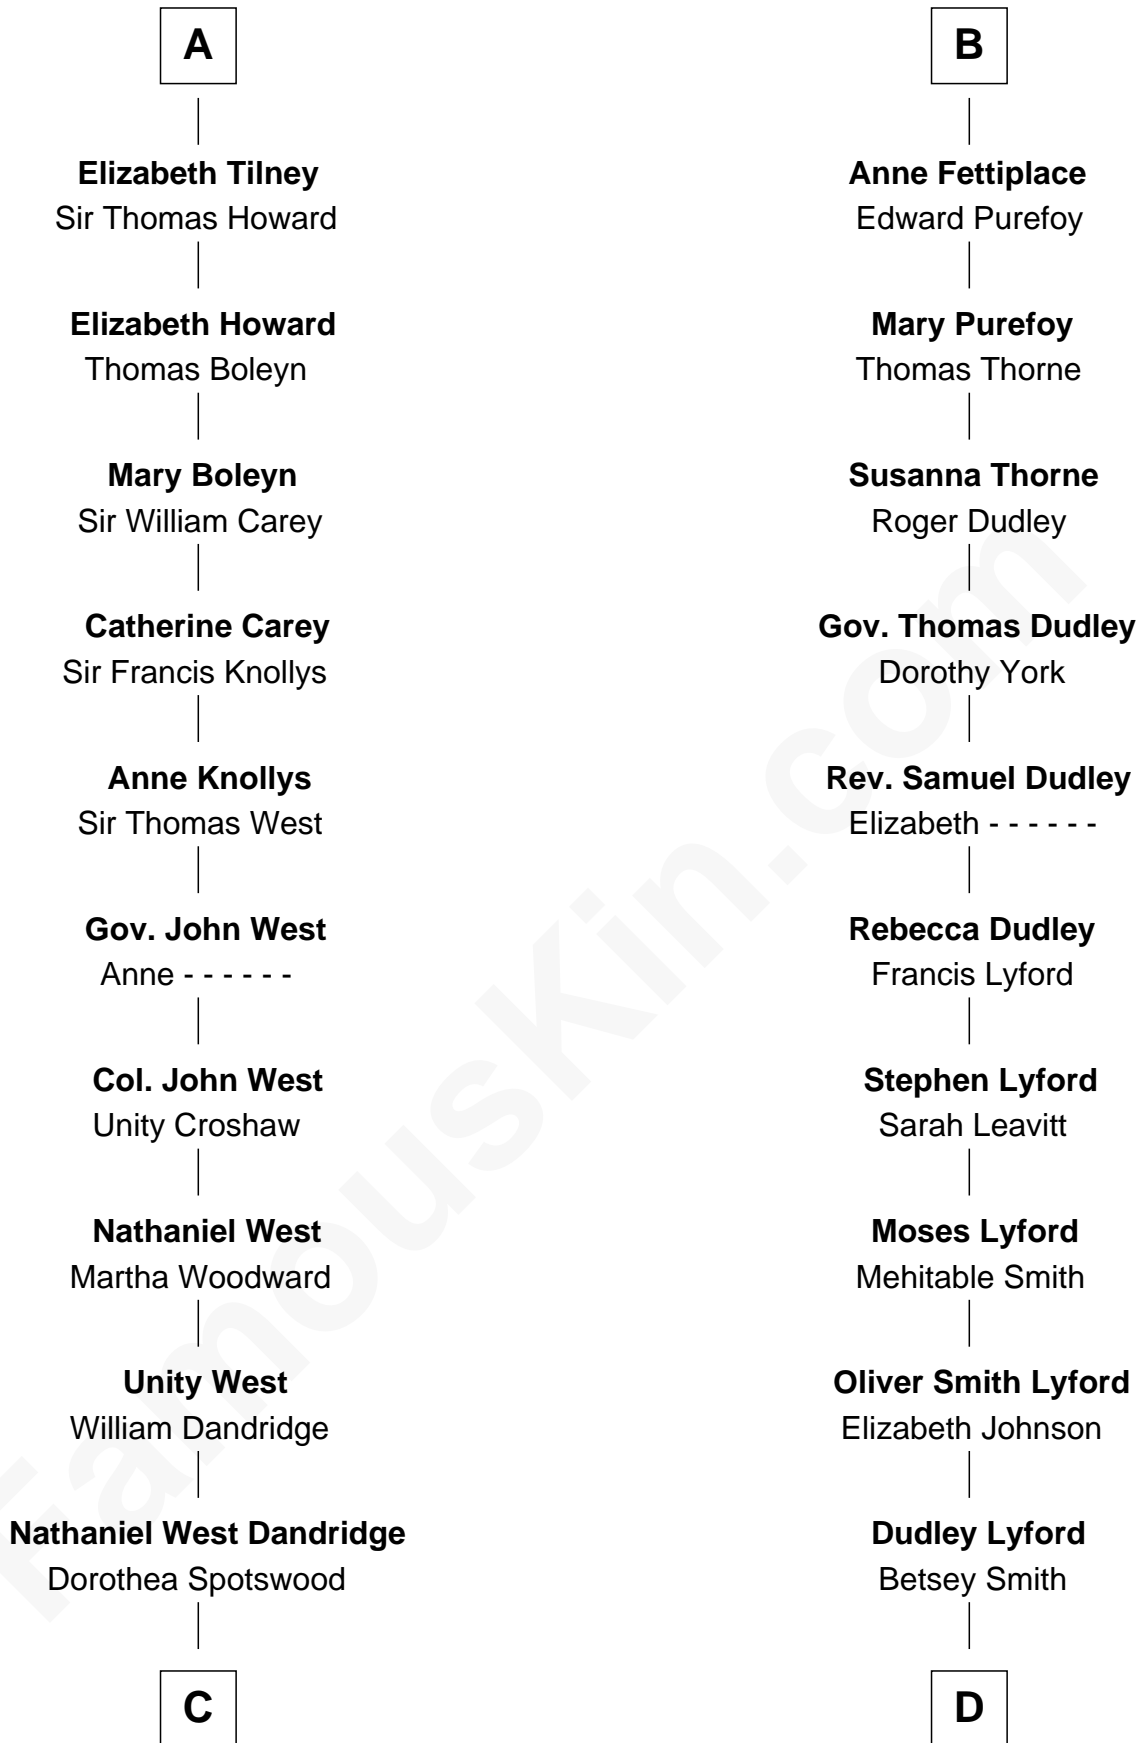 A
Elizabeth Tilney
Sir Thomas Howard
Elizabeth Howard
Thomas Boleyn
Mary Boleyn
Sir William Carey
Catherine Carey
Sir Francis Knollys
Anne Knollys
Sir Thomas West
Gov. John West
Anne - - - - - -
Col. John West
Unity Croshaw
Nathaniel West
Martha Woodward
Unity West
William Dandridge
Nathaniel West Dandridge
Dorothea Spotswood
C
B
Anne Fettiplace
Edward Purefoy
Mary Purefoy
Thomas Thorne
Susanna Thorne
Roger Dudley
Gov. Thomas Dudley
Dorothy York
Rev. Samuel Dudley
Elizabeth - - - - - -
Rebecca Dudley
Francis Lyford
Stephen Lyford
Sarah Leavitt
Moses Lyford
Mehitable Smith
Oliver Smith Lyford
Elizabeth Johnson
Dudley Lyford
Betsey Smith
D
FamousKin.com